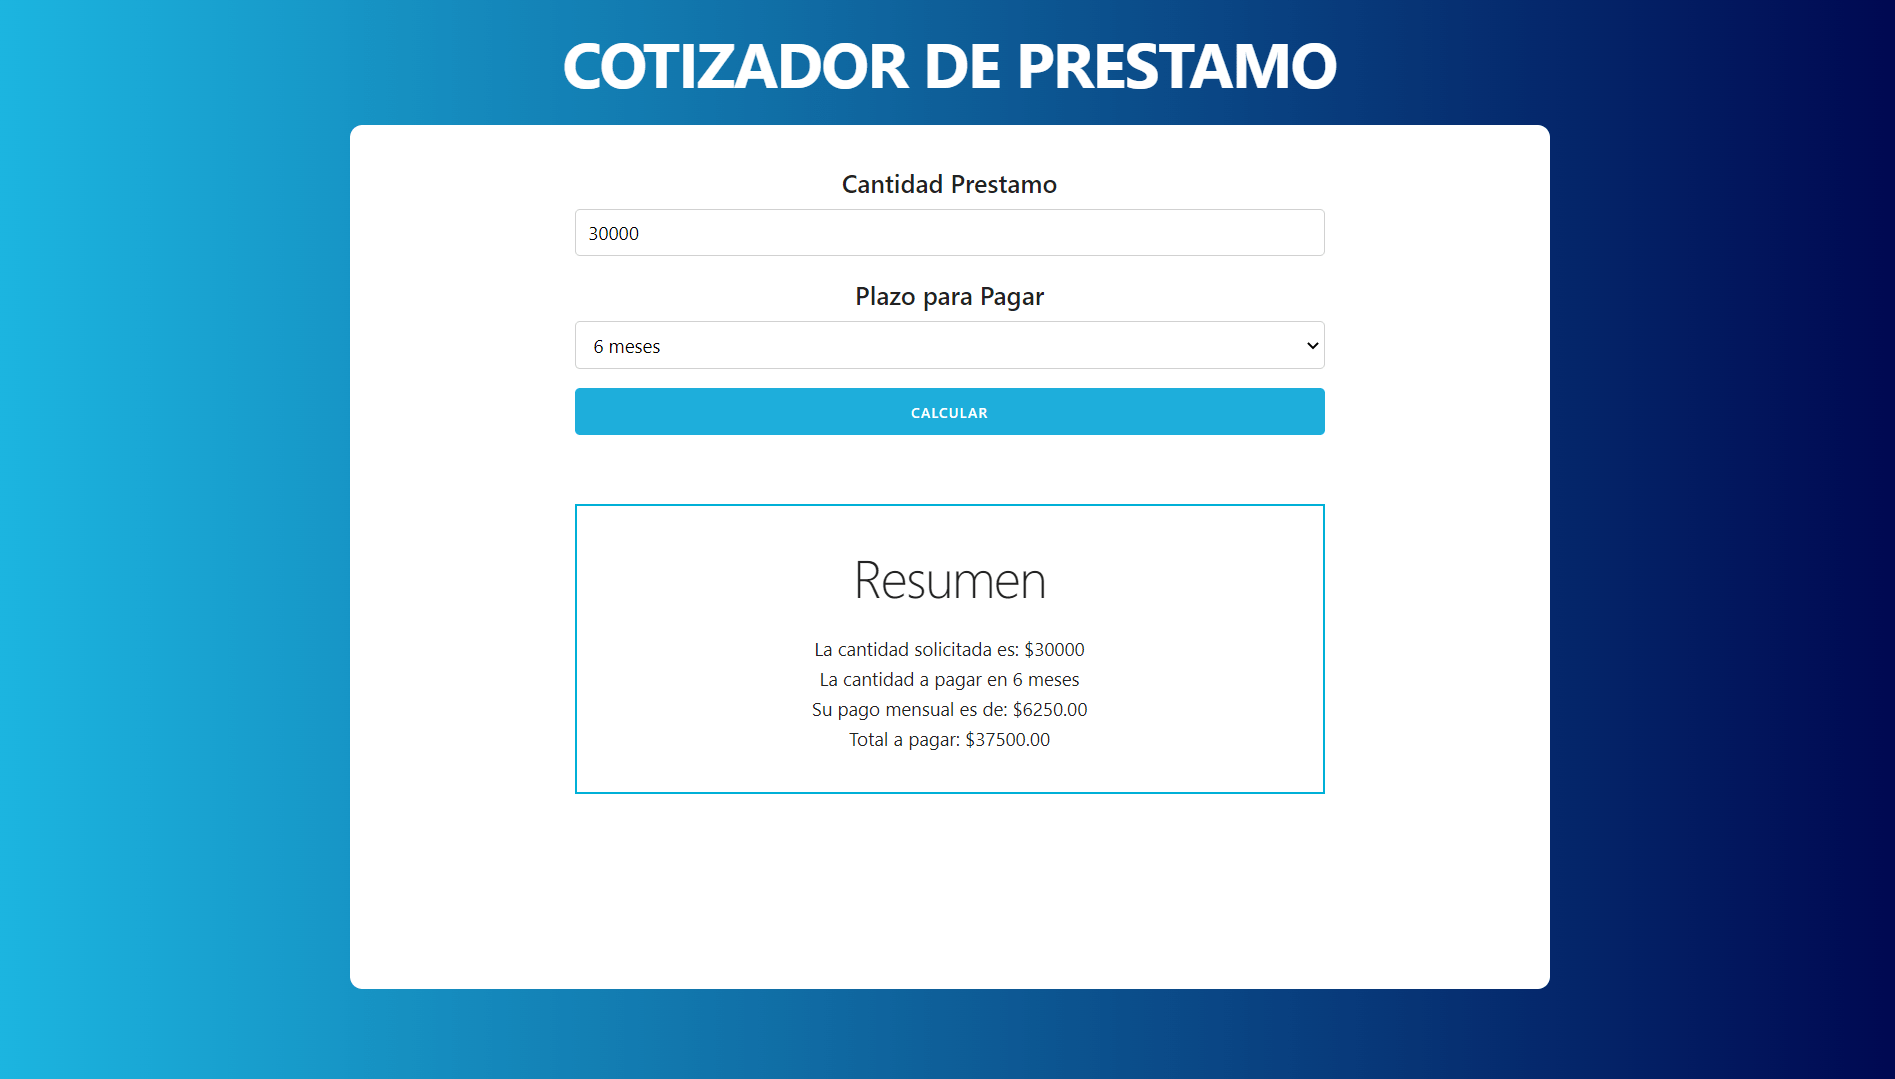 COTIZADOR DE PRESTAMO
Cantidad Prestamo
30000
Plazo para Pagar
6 meses
CALCULAR
Resumen
La cantidad solicitada es: $30000
La cantidad a pagar en 6 meses
Su pago mensual es de: $6250.00
Total a pagar: $37500.00